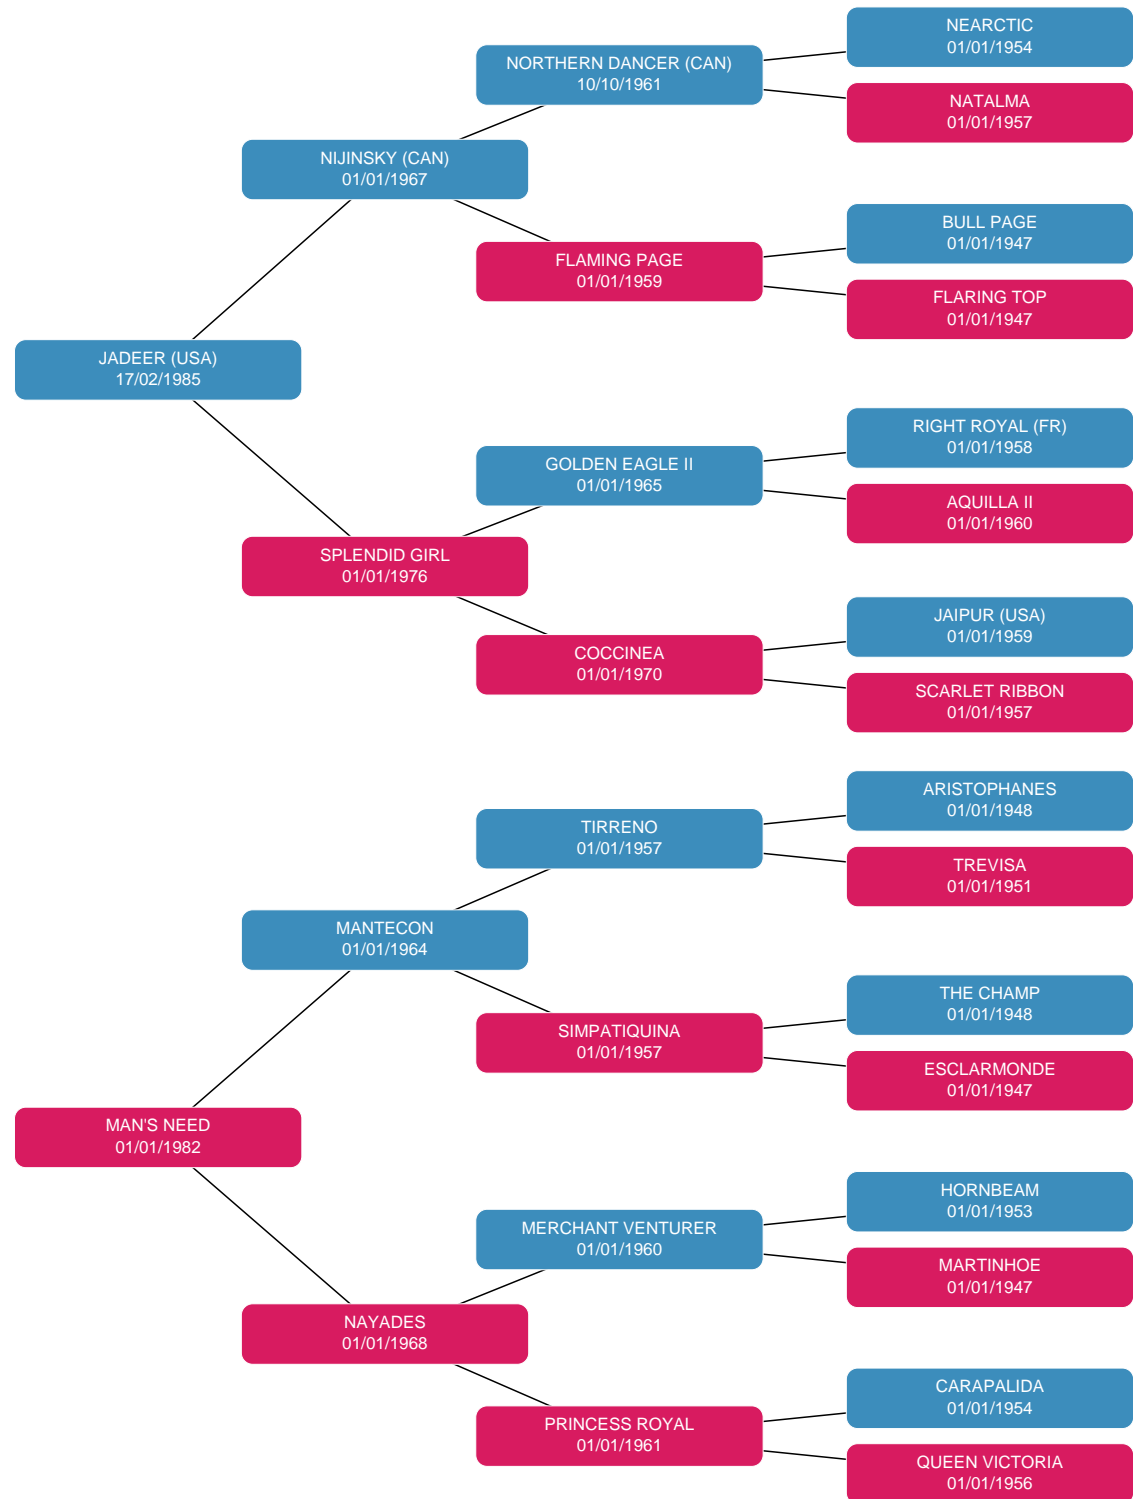 NEARCTIC
01/01/1954
NORTHERN DANCER (CAN)
10/10/1961
NATALMA
01/01/1957
NIJINSKY (CAN)
01/01/1967
BULL PAGE
01/01/1947
FLAMING PAGE
01/01/1959
FLARING TOP
01/01/1947
JADEER (USA)
17/02/1985
RIGHT ROYAL (FR)
01/01/1958
GOLDEN EAGLE II
01/01/1965
AQUILLA II
01/01/1960
SPLENDID GIRL
01/01/1976
JAIPUR (USA)
01/01/1959
COCCINEA
01/01/1970
SCARLET RIBBON
01/01/1957
ARISTOPHANES
01/01/1948
TIRRENO
01/01/1957
TREVISA
01/01/1951
MANTECON
01/01/1964
THE CHAMP
01/01/1948
SIMPATIQUINA
01/01/1957
ESCLARMONDE
01/01/1947
MAN'S NEED
01/01/1982
HORNBEAM
01/01/1953
MERCHANT VENTURER
01/01/1960
MARTINHOE
01/01/1947
NAYADES
01/01/1968
CARAPALIDA
01/01/1954
PRINCESS ROYAL
01/01/1961
QUEEN VICTORIA
01/01/1956